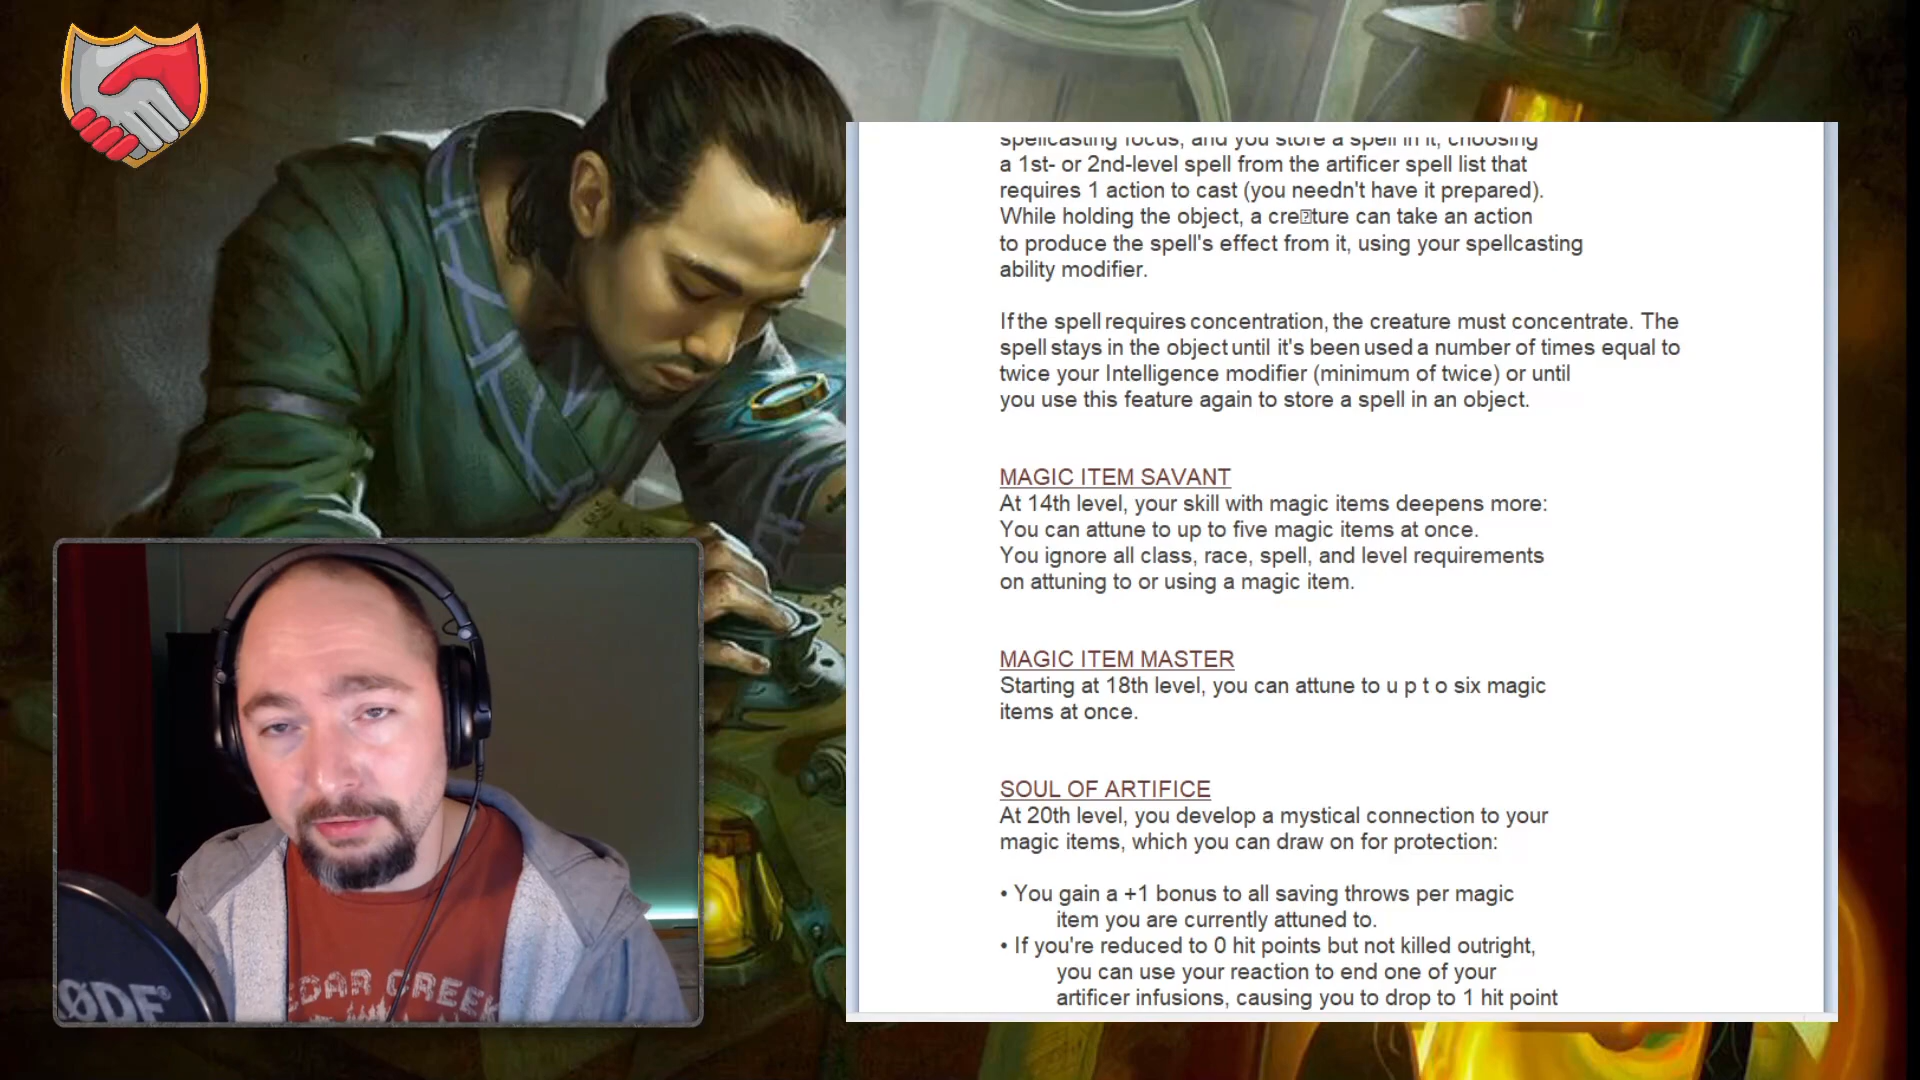 spellcasting focus, and you store a spell in it, choosing
a 1st- or 2nd-level spell from the artificer spell list that
requires 1 action to cast (you needn't have it prepared).
While holding the object, a cre⍰ture can take an action
to produce the spell's effect from it, using your spellcasting
ability modifier.
If the spell requires concentration, the creature must concentrate. The
spell stays in the object until it's been used a number of times equal to
twice your Intelligence modifier (minimum of twice) or until
you use this feature again to store a spell in an object.
MAGIC ITEM SAVANT
At 14th level, your skill with magic items deepens more:
You can attune to up to five magic items at once.
You ignore all class, race, spell, and level requirements
on attuning to or using a magic item.
MAGIC ITEM MASTER
Starting at 18th level, you can attune to u p t o six magic
items at once.
SOUL OF ARTIFICE
At 20th level, you develop a mystical connection to your
magic items, which you can draw on for protection:
• You gain a +1 bonus to all saving throws per magic
item you are currently attuned to.
• If you're reduced to 0 hit points but not killed outright,
you can use your reaction to end one of your
artificer infusions, causing you to drop to 1 hit point
EDAR CREEK
RØDE®